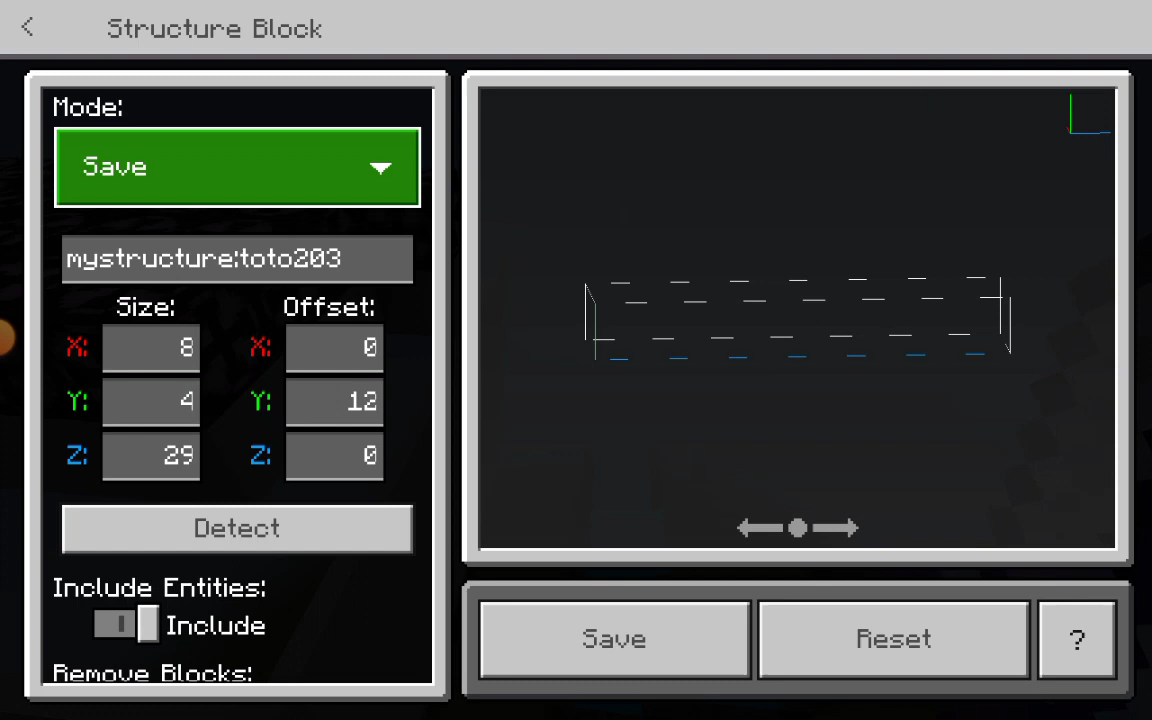 Structure Block
Mode:
Save
mystructure:toto203
Size: Offset:
X: 8 X: 0
Y: 4 Y: 12
Z: 29 Z: 0
Detect
Include Entities:
Include
Remove Blocks:
Save Reset ?